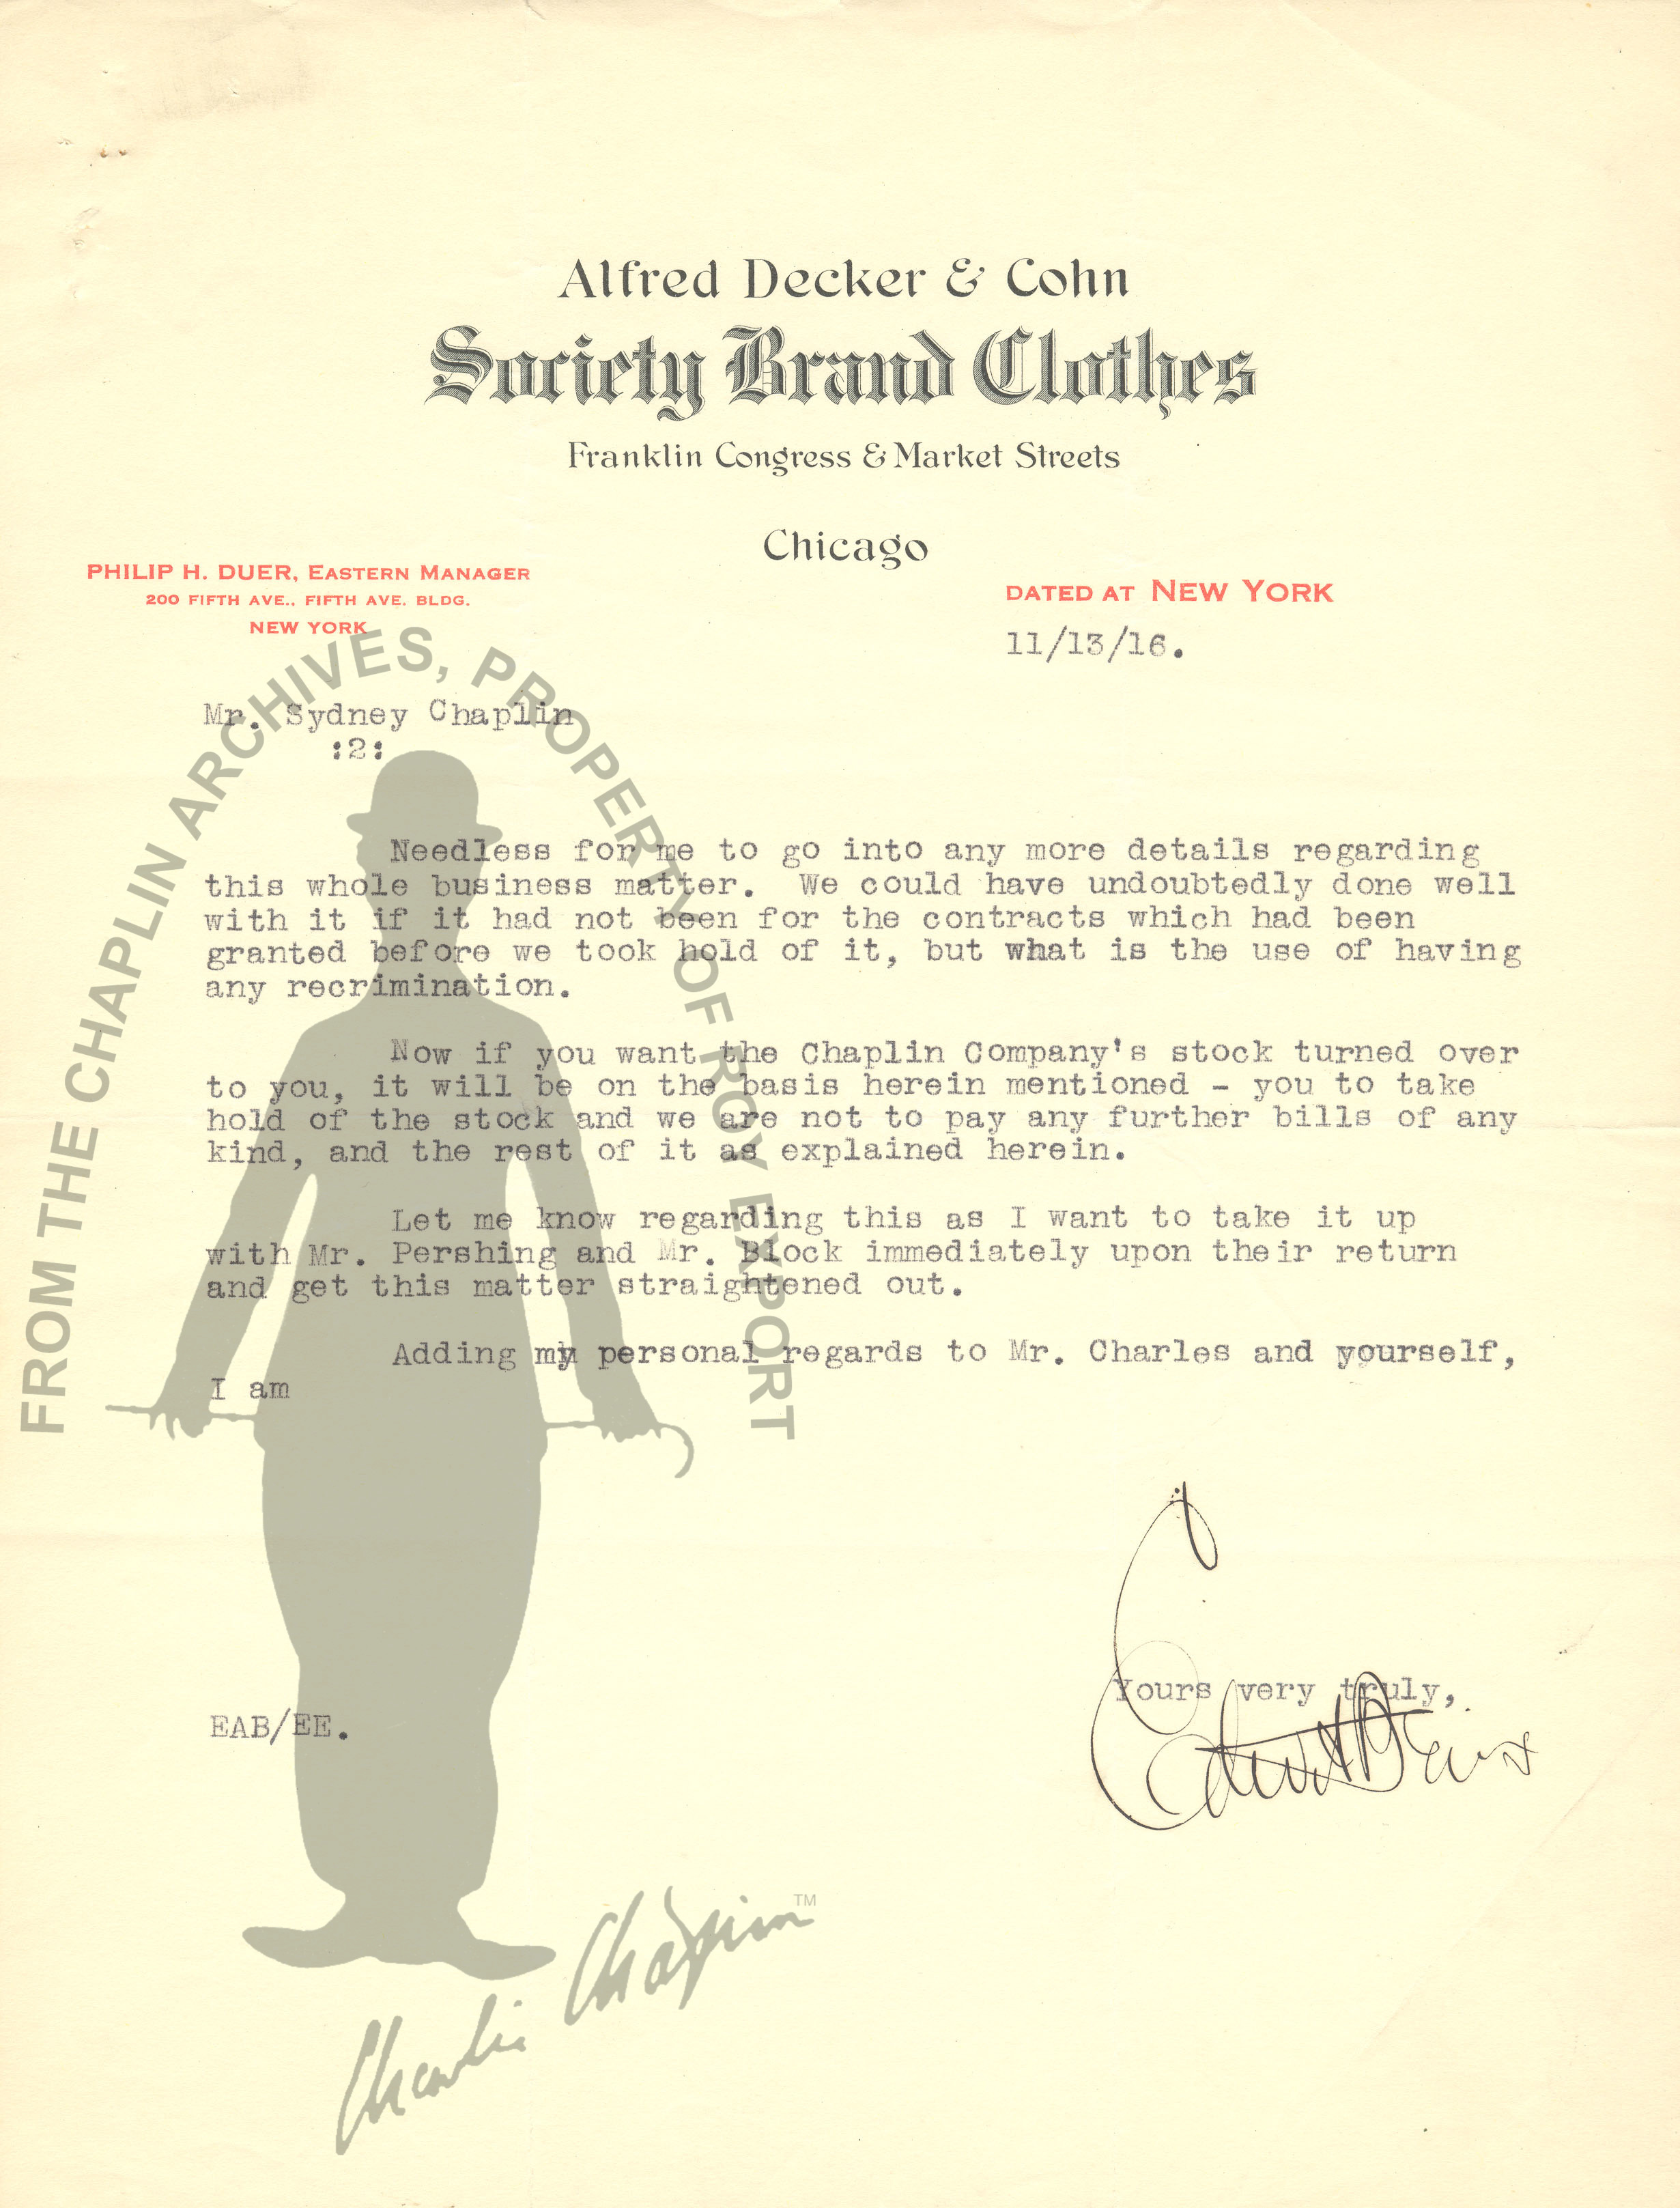 Alfred Decker & Cohn
Society Brand Clothes
Franklin Congress & Market Streets
Chicago
PHILIP H. DUER, EASTERN MANAGER
200 FIFTH AVE., FIFTH AVE. BLDG.
NEW YORK
DATED AT NEW YORK
11/13/16.
Mr. Sydney Chaplin
:2:
Needless for me to go into any more details regarding
this whole business matter. We could have undoubtedly done well
with it if it had not been for the contracts which had been
granted before we took hold of it, but what is the use of having
any recrimination.
Now if you want the Chaplin Company's stock turned over
to you, it will be on the basis herein mentioned - you to take
hold of the stock and we are not to pay any further bills of any
kind, and the rest of it as explained herein.
Let me know regarding this as I want to take it up
with Mr. Pershing and Mr. Block immediately upon their return
and get this matter straightened out.
Adding my personal regards to Mr. Charles and yourself,
I am
Yours very truly,
EAB/EE.
FROM THE CHAPLIN ARCHIVES, PROPERTY OF ROY EXPORT
Charlie Chaplin TM